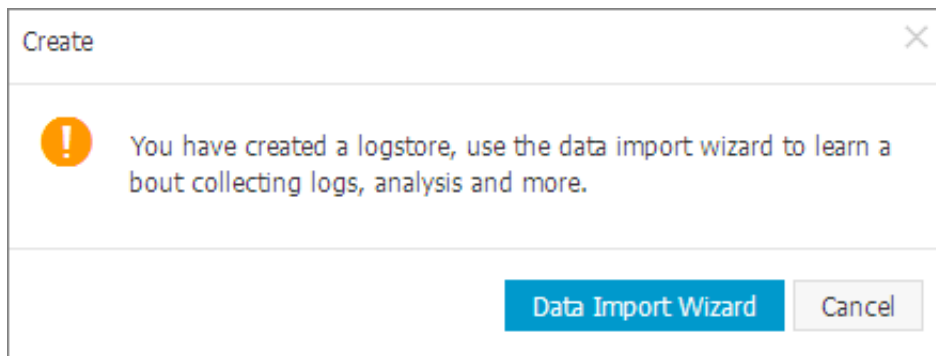 Create
You have created a logstore, use the data import wizard to learn a
bout collecting logs, analysis and more.
Data Import Wizard
Cancel